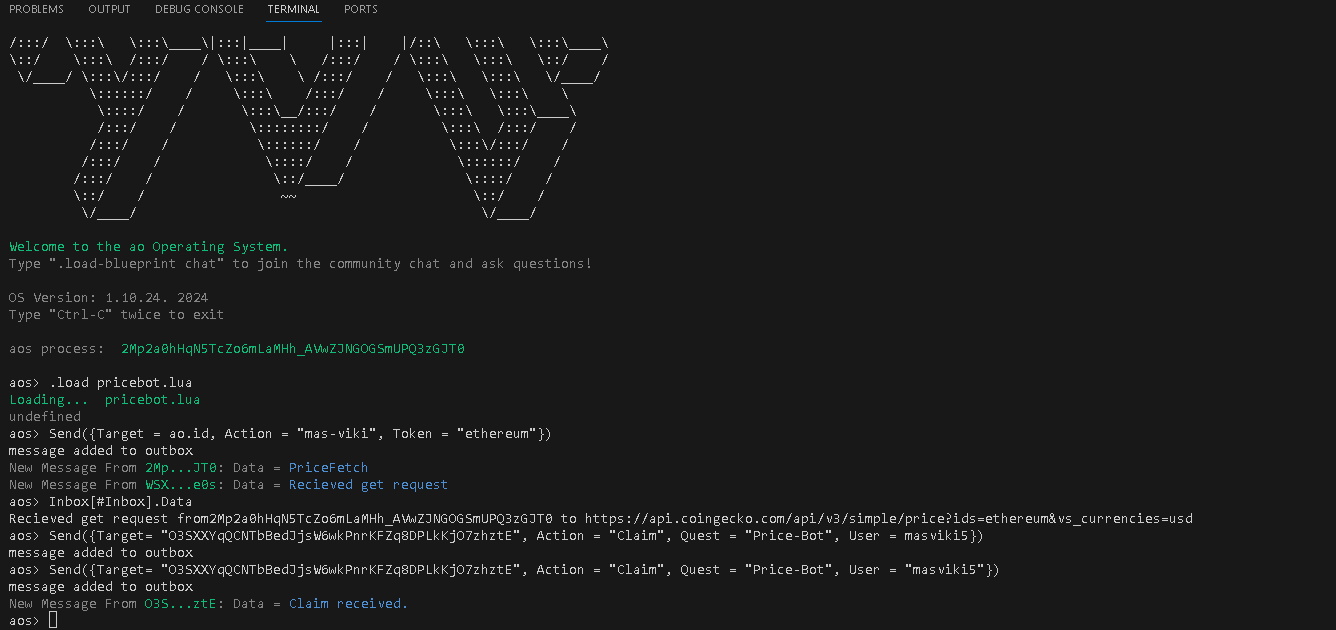 PROBLEMS OUTPUT DEBUG CONSOLE TERMINAL PORTS
/:::/  \:::\   \:::\____\|:::|____|     |:::|    |/::\   \:::\   \:::\____\
\::/    \:::\  /:::/    / \:::\    \   /:::/    / \:::\   \:::\   \::/    /
 \/____/ \:::\/:::/    /   \:::\    \ /:::/    /   \:::\   \:::\   \/____/
          \::::::/    /     \:::\    /:::/    /     \:::\   \:::\    \
           \::::/    /       \:::\__/:::/    /       \:::\   \:::\____\
           /:::/    /         \::::::::/    /         \:::\  /:::/    /
          /:::/    /           \::::::/    /           \:::\/:::/    /
         /:::/    /             \::::/    /             \::::::/    /
        /:::/    /               \::/____/               \::::/    /
        \::/    /                 ~~                      \::/    /
         \/____/                                           \/____/
Welcome to the ao Operating System.
Type ".load-blueprint chat" to join the community chat and ask questions!
OS Version: 1.10.24. 2024
Type "Ctrl-C" twice to exit
aos process:  2Mp2a0hHqN5TcZo6mLaMHh_AVwZJNGOGSmUPQ3zGJT0
aos> .load pricebot.lua
Loading...  pricebot.lua
undefined
aos> Send({Target = ao.id, Action = "mas-viki", Token = "ethereum"})
message added to outbox
New Message From 2Mp...JT0: Data = PriceFetch
New Message From WSX...e0s: Data = Recieved get request
aos> Inbox[#Inbox].Data
Recieved get request from2Mp2a0hHqN5TcZo6mLaMHh_AVwZJNGOGSmUPQ3zGJT0 to https://api.coingecko.com/api/v3/simple/price?ids=ethereum&vs_currencies=usd
aos> Send({Target= "O3SXXYqQCNTbBedJjsW6wkPnrKFZq8DPLkKjO7zhztE", Action = "Claim", Quest = "Price-Bot", User = masviki5})
message added to outbox
aos> Send({Target= "O3SXXYqQCNTbBedJjsW6wkPnrKFZq8DPLkKjO7zhztE", Action = "Claim", Quest = "Price-Bot", User = "masviki5"})
message added to outbox
New Message From O3S...ztE: Data = Claim received.
aos>